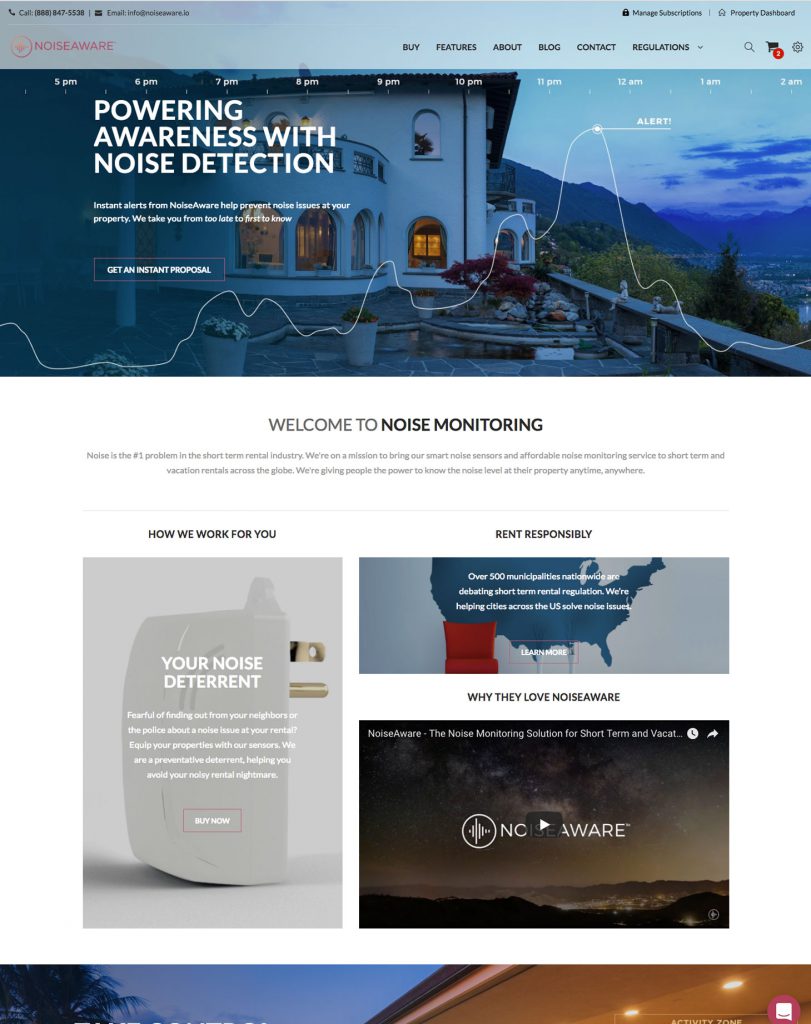 Call: (888) 847-5538 | Email: info@noiseaware.io
Manage Subscriptions | Property Dashboard
NOISEAWARE™
BUY FEATURES ABOUT BLOG CONTACT REGULATIONS
2
5 pm 6 pm 7 pm 8 pm 9 pm 10 pm 11 pm 12 am 1 am 2 am
POWERING
AWARENESS WITH
NOISE DETECTION
ALERT!
Instant alerts from NoiseAware help prevent noise issues at your
property. We take you from too late to first to know
GET AN INSTANT PROPOSAL
WELCOME TO NOISE MONITORING
Noise is the #1 problem in the short term rental industry. We're on a mission to bring our smart noise sensors and affordable noise monitoring service to short term and
vacation rentals across the globe. We're giving people the power to know the noise level at their property anytime, anywhere.
HOW WE WORK FOR YOU
YOUR NOISE
DETERRENT
Fearful of finding out from your neighbors or
the police about a noise issue at your rental?
Equip your properties with our sensors. We
are a preventative deterrent, helping you
avoid your noisy rental nightmare.
BUY NOW
RENT RESPONSIBLY
Over 500 municipalities nationwide are
debating short term rental regulation. We're
helping cities across the US solve noise issues.
LEARN MORE
WHY THEY LOVE NOISEAWARE
NoiseAware - The Noise Monitoring Solution for Short Term and Vacat...
NOISEAWARE™
TAKE CONTROL
ACTIVITY ZONE